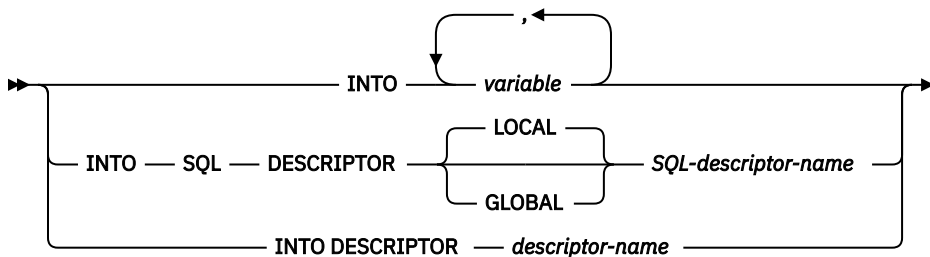 ,
INTO variable
LOCAL
INTO SQL DESCRIPTOR SQL-descriptor-name
GLOBAL
INTO DESCRIPTOR descriptor-name